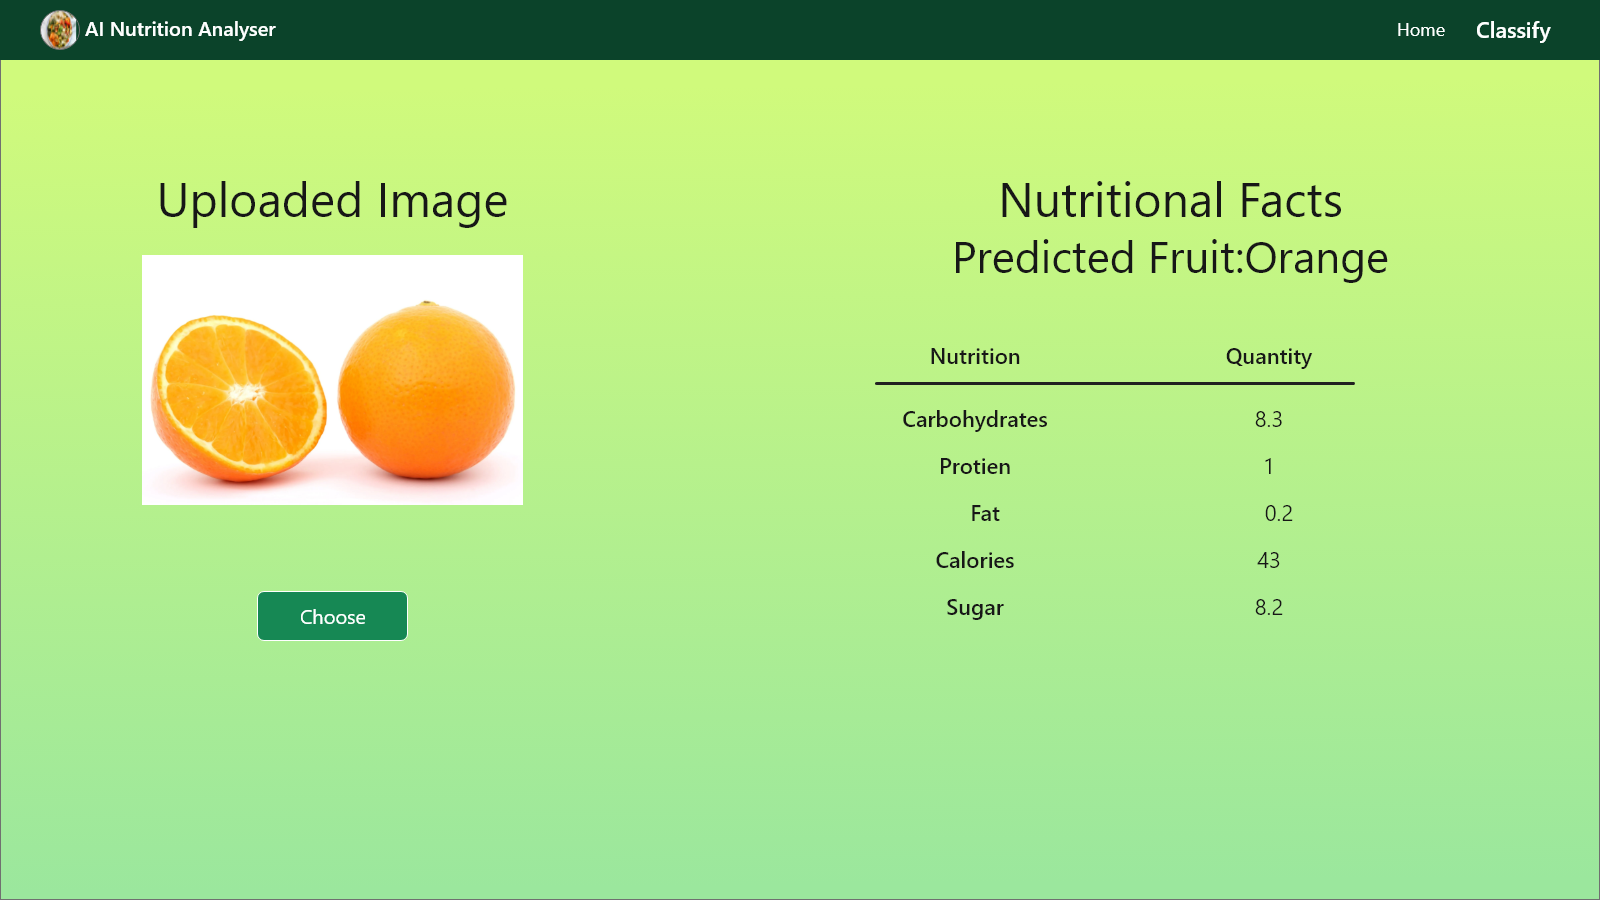 AI Nutrition Analyser
Home
Classify
Uploaded Image
Choose
Nutritional Facts
Predicted Fruit:Orange
Nutrition Quantity
Carbohydrates 8.3
Protien 1
Fat 0.2
Calories 43
Sugar 8.2